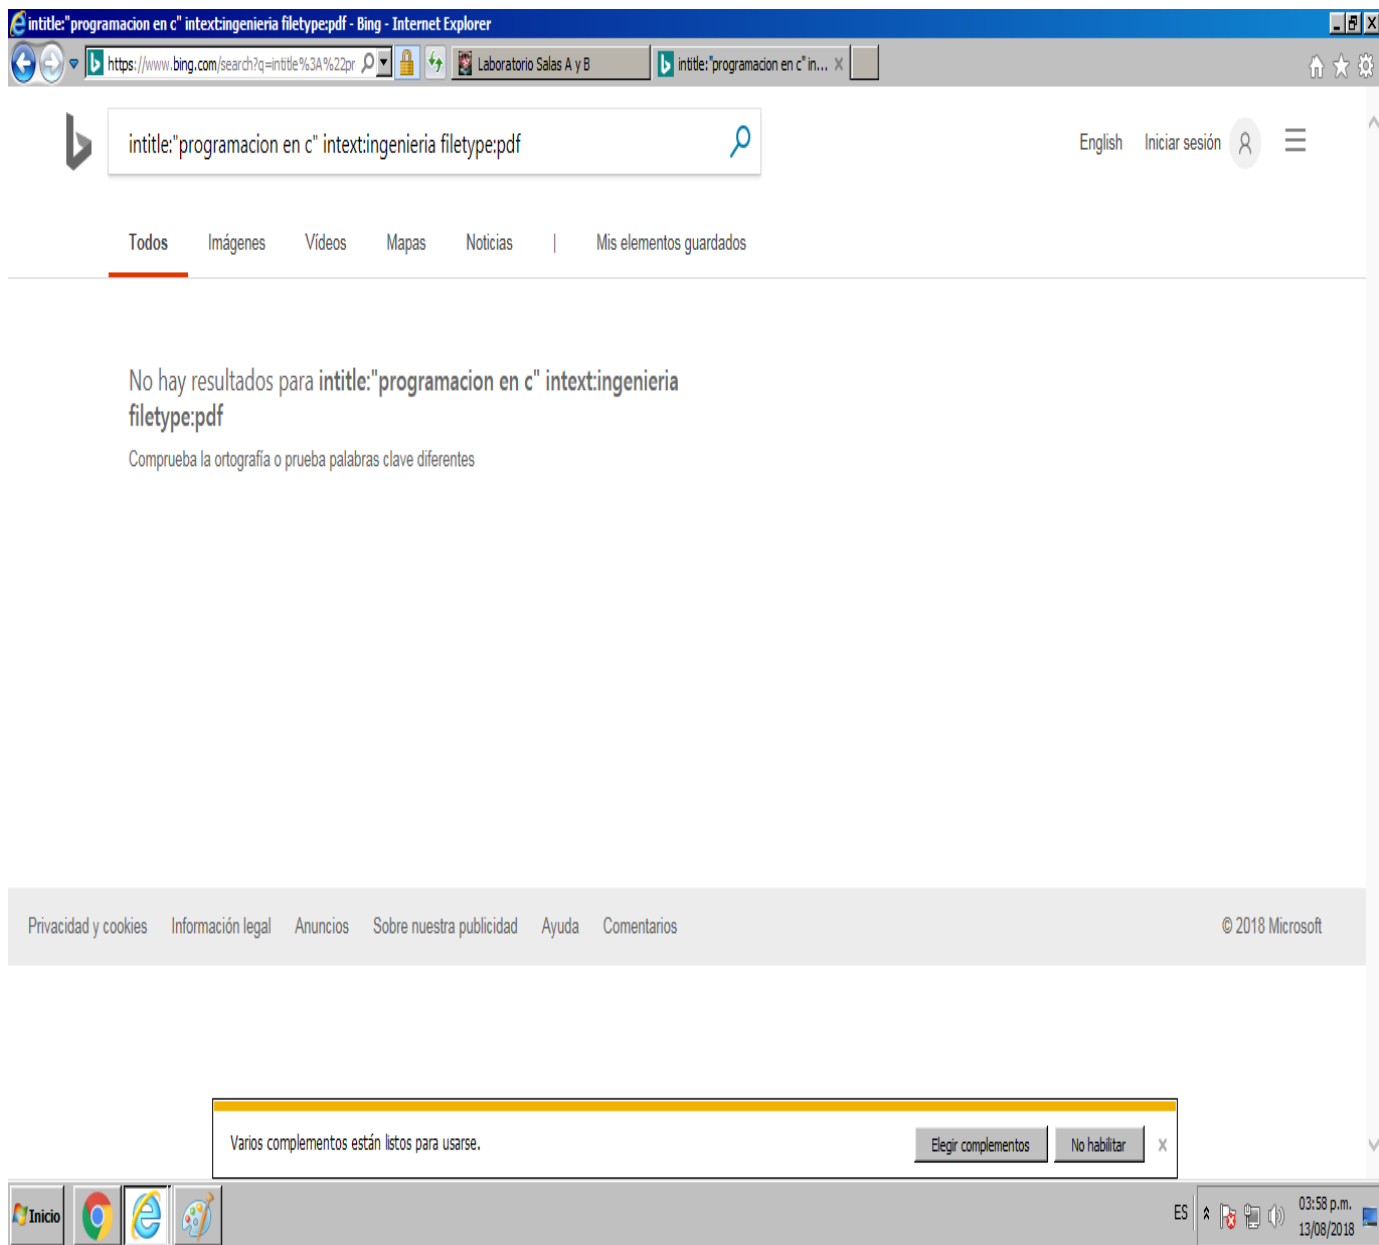 intitle:"programacion en c" intext:ingenieria filetype:pdf - Bing - Internet Explorer
https://www.bing.com/search?q=intitle%3A%22pr
Laboratorio Salas A y B
intitle:"programacion en c" in...
intitle:"programacion en c" intext:ingenieria filetype:pdf
English Iniciar sesión
Todos Imágenes Vídeos Mapas Noticias | Mis elementos guardados
No hay resultados para intitle:"programacion en c" intext:ingenieria
filetype:pdf
Comprueba la ortografía o prueba palabras clave diferentes
Privacidad y cookies Información legal Anuncios Sobre nuestra publicidad Ayuda Comentarios © 2018 Microsoft
Varios complementos están listos para usarse. Elegir complementos No habilitar
Inicio
ES
03:58 p.m.
13/08/2018